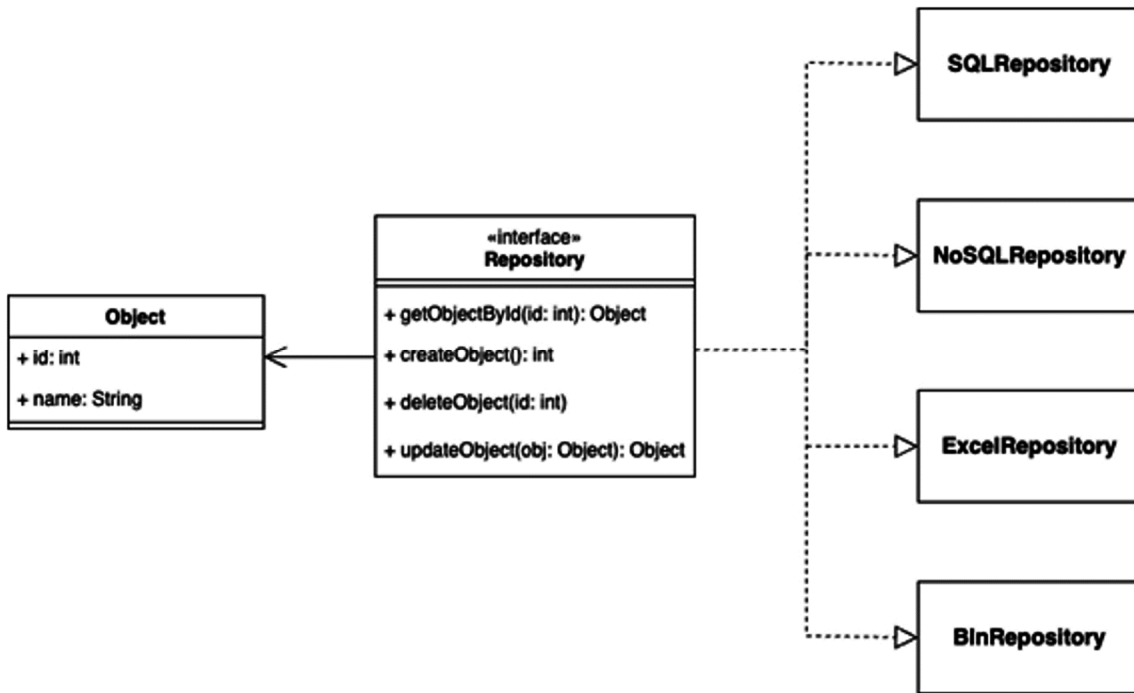 Object
+ id: int
+ name: String
«interface»
Repository
+ getObjectById(id: int): Object
+ createObject(): int
+ deleteObject(id: int)
+ updateObject(obj: Object): Object
SQLRepository
NoSQLRepository
ExcelRepository
BinRepository